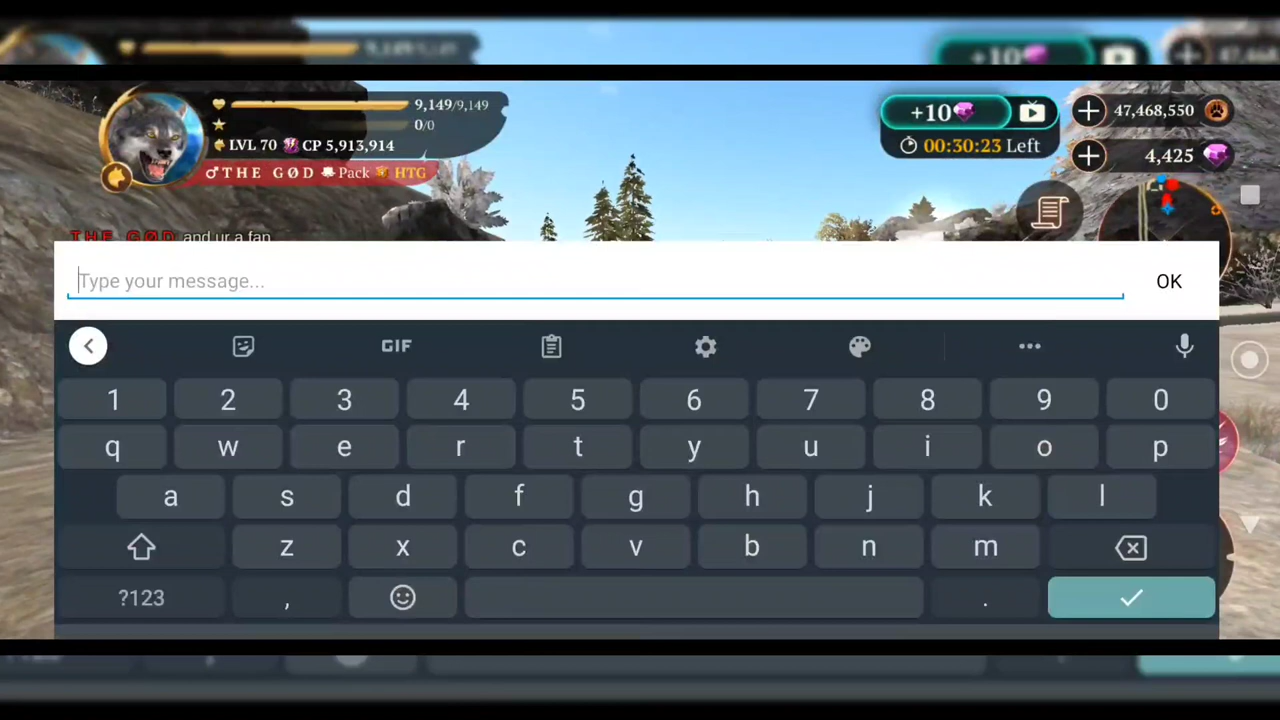 9,149/9,149
0/0
LVL 70 CP 5,913,914
♂THE GØD Pack HTG
+10
00:30:23 Left
47,468,550
4,425
THE GØD and ur a fan
Type your message...
OK
GIF
1 2 3 4 5 6 7 8 9 0
q w e r t y u i o p
a s d f g h j k l
z x c v b n m
?123 , .